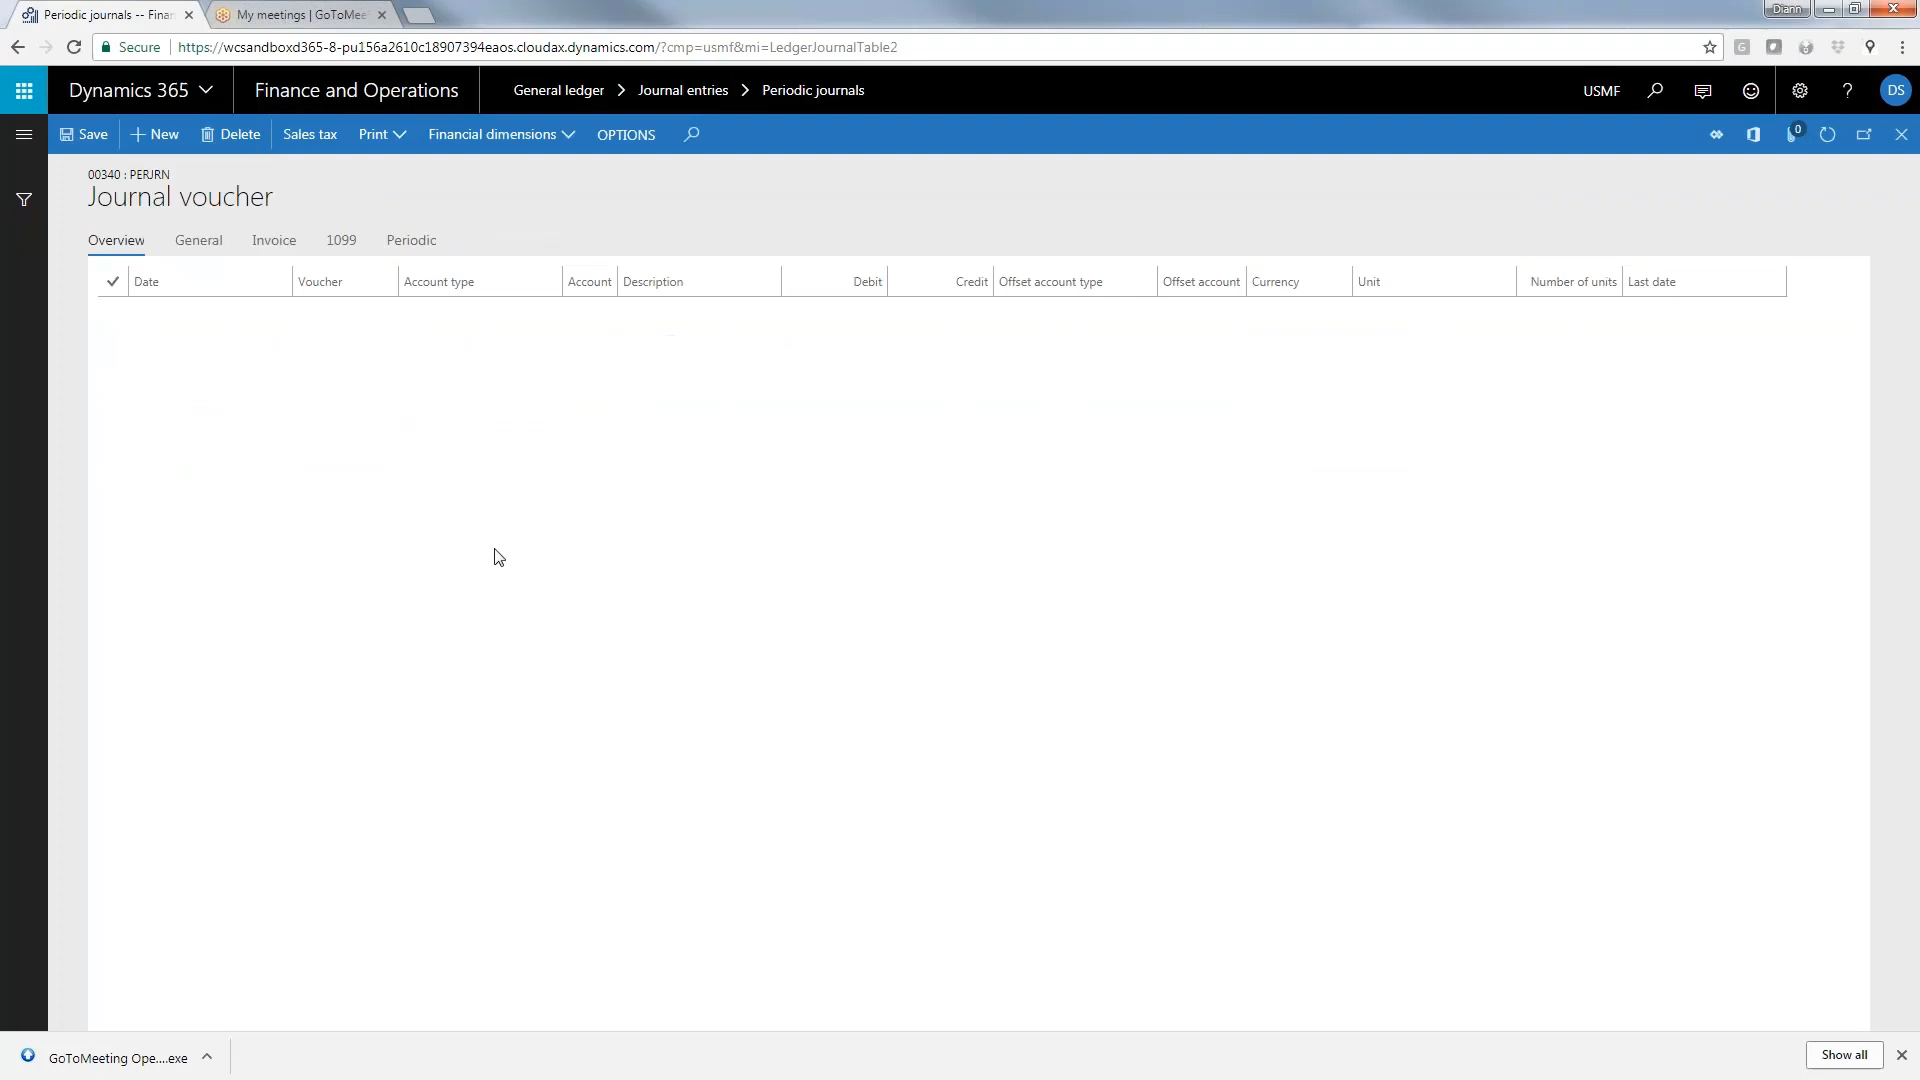 Periodic journals -- Finan
My meetings | GoToMee
Diann
Secure
https://wcsandboxd365-8-pu156a2610c18907394eaos.cloudax.dynamics.com/?cmp=usmf&mi=LedgerJournalTable2
Dynamics 365
Finance and Operations
General ledger > Journal entries > Periodic journals
USMF
DS
Save
New
Delete
Sales tax
Print
Financial dimensions
OPTIONS
0
00340 : PERJRN
Journal voucher
Overview General Invoice 1099 Periodic
Date Voucher Account type Account Description Debit Credit Offset account type Offset account Currency Unit Number of units Last date
GoToMeeting Ope....exe
Show all